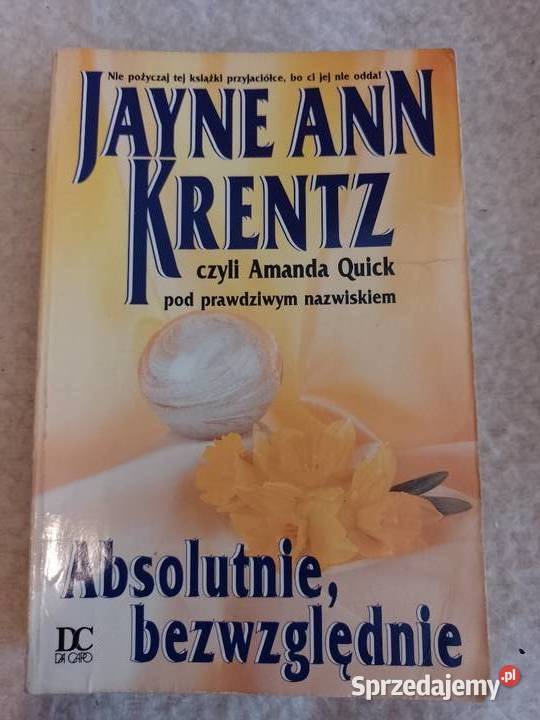 Nie pożyczaj tej książki przyjaciółce, bo ci jej nie odda!
JAYNE ANN
KRENTZ
czyli Amanda Quick
pod prawdziwym nazwiskiem
Absolutnie,
bezwzględnie
DC
DA CAPO
Sprzedajemy.pl